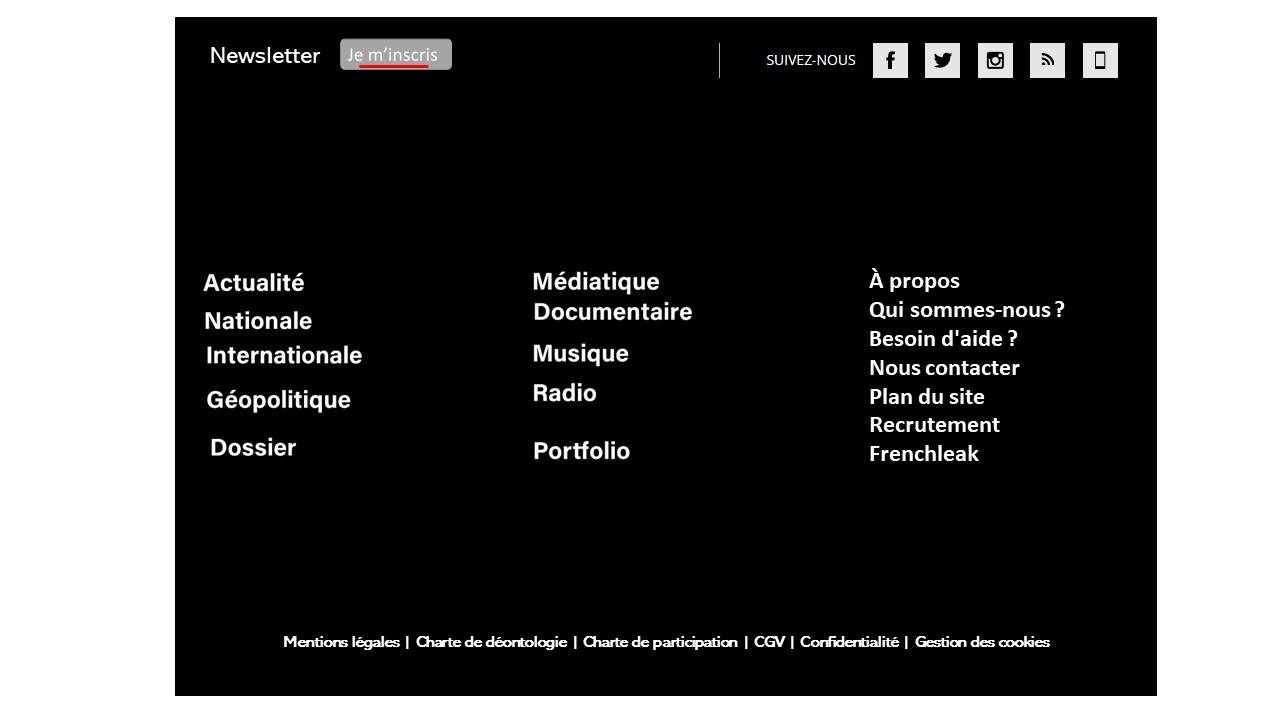 Newsletter Je m’inscris
SUIVEZ-NOUS
Actualité
Nationale
Internationale
Géopolitique
Dossier
Médiatique
Documentaire
Musique
Radio
Portfolio
À propos
Qui sommes-nous ?
Besoin d'aide ?
Nous contacter
Plan du site
Recrutement
Frenchleak
Mentions légales | Charte de déontologie | Charte de participation | CGV | Confidentialité | Gestion des cookies